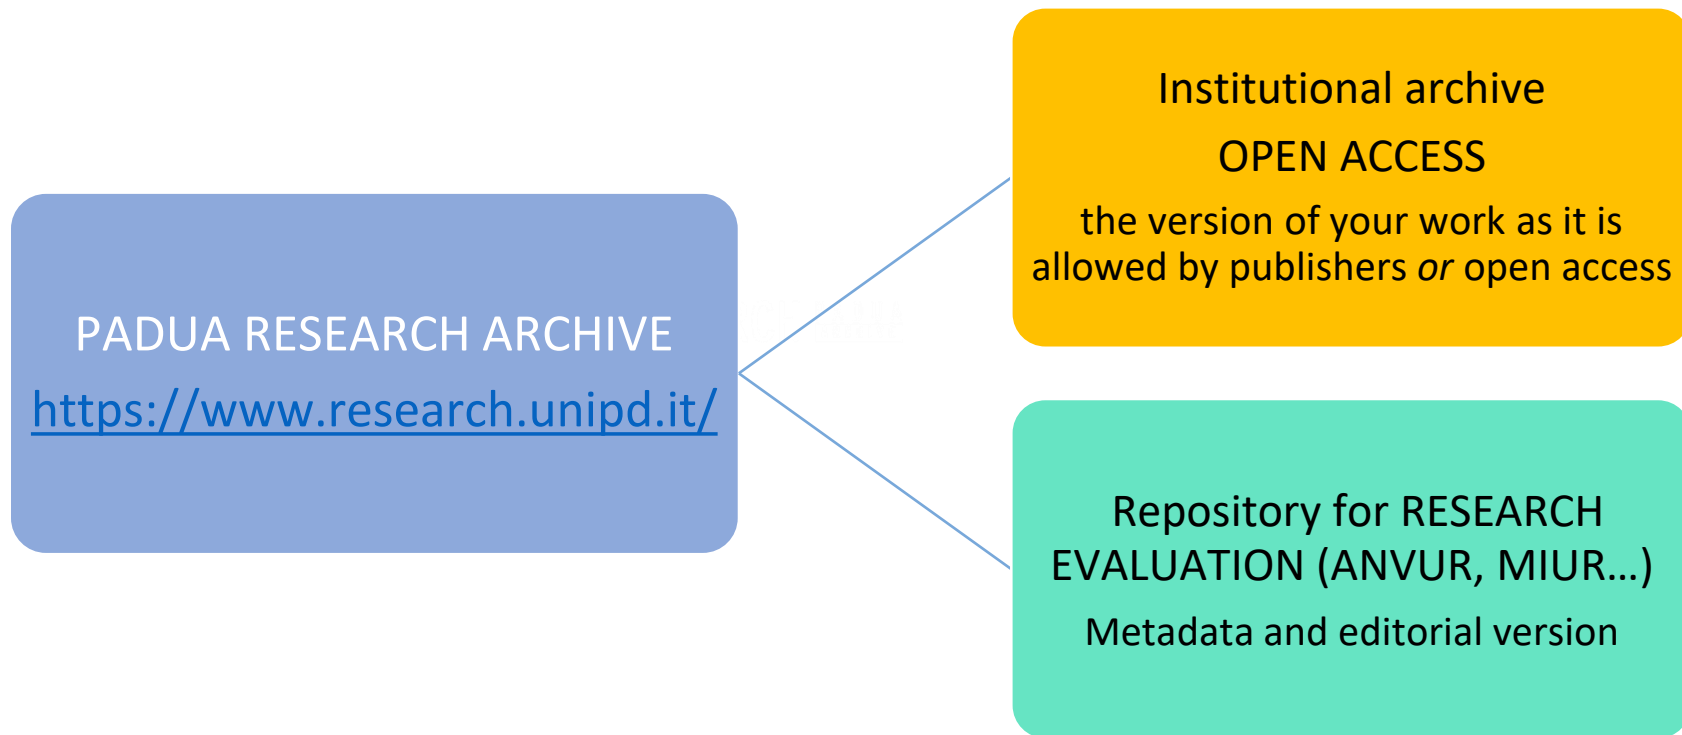 PADUA RESEARCH ARCHIVE
https://www.research.unipd.it/
Institutional archive
OPEN ACCESS
the version of your work as it is
allowed by publishers or open access
Repository for RESEARCH
EVALUATION (ANVUR, MIUR…)
Metadata and editorial version